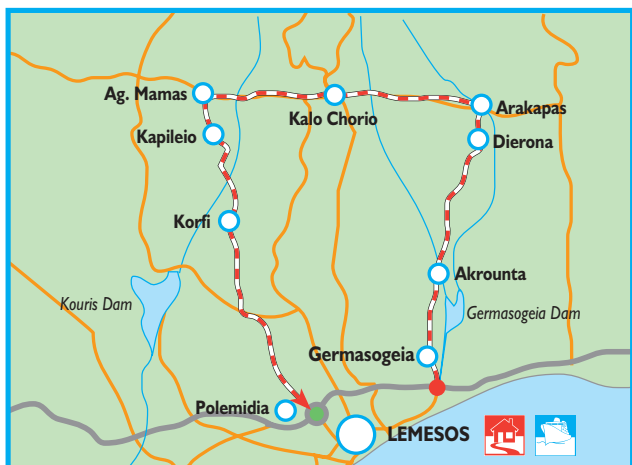 Ag. Mamas
Kalo Chorio
Arakapas
Kapileio
Dierona
Korfi
Akrounta
Kouris Dam
Germasogeia Dam
Germasogeia
Polemidia
LEMESOS